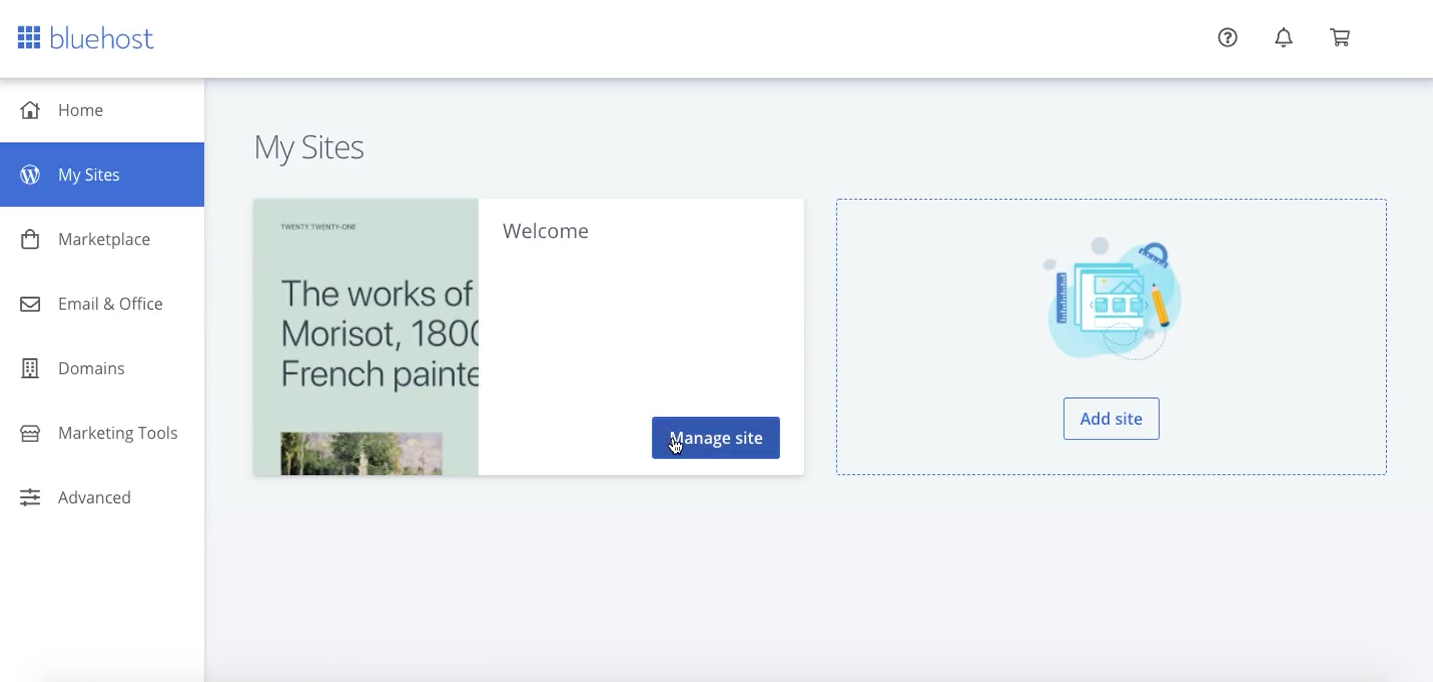 bluehost
Home
My Sites
Marketplace
Email & Office
Domains
Marketing Tools
Advanced
My Sites
TWENTY TWENTY-ONE
The works of
Morisot, 180
French painte
Welcome
Manage site
Add site